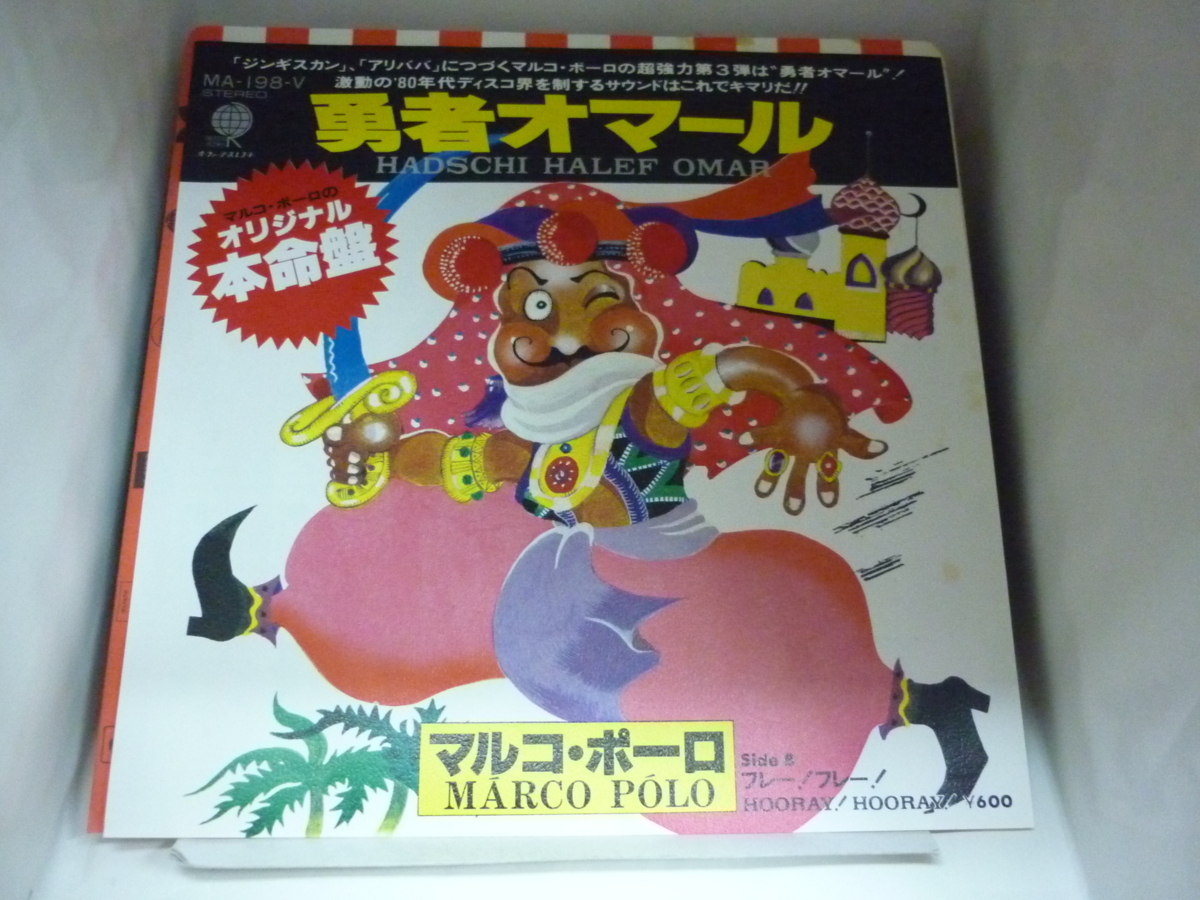 「ジンギスカン」、「アリババ」につづくマルコ・ポーロの超強力第3弾は“勇者オマール”！
MA-198-V
STEREO
激動の'80年代ディスコ界を制するサウンドはこれでキマリだ!!
勇者オマール
HADSCHI HALEF OMAR
マルコ・ポーロの
オリジナル
本命盤
マルコ・ポーロ
MÁRCO PÓLO
Side B
フレー！フレー！
HOORAY! HOORAY! ¥600